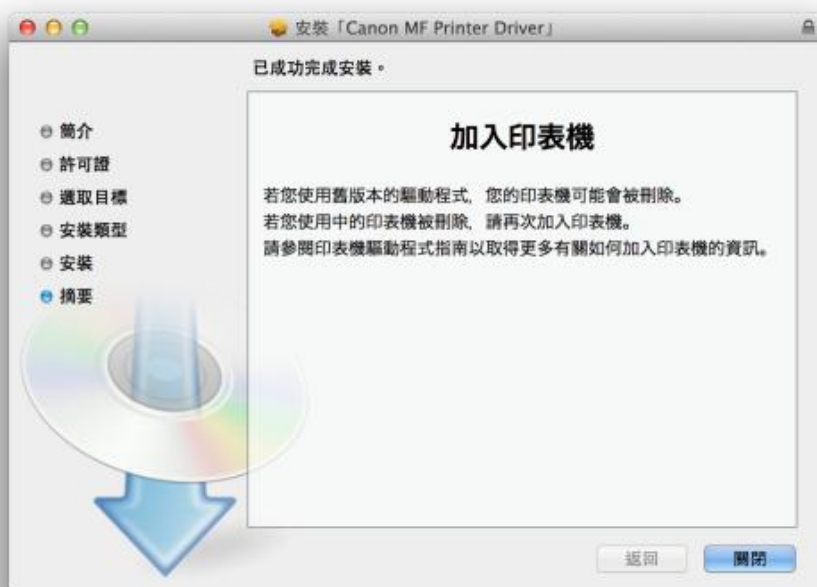 安裝「Canon MF Printer Driver」
已成功完成安裝。
簡介
許可證
選取目標
安裝類型
安裝
摘要
加入印表機
若您使用舊版本的驅動程式，您的印表機可能會被刪除。
若您使用中的印表機被刪除，請再次加入印表機。
請參閱印表機驅動程式指南以取得更多有關如何加入印表機的資訊。
返回
關閉